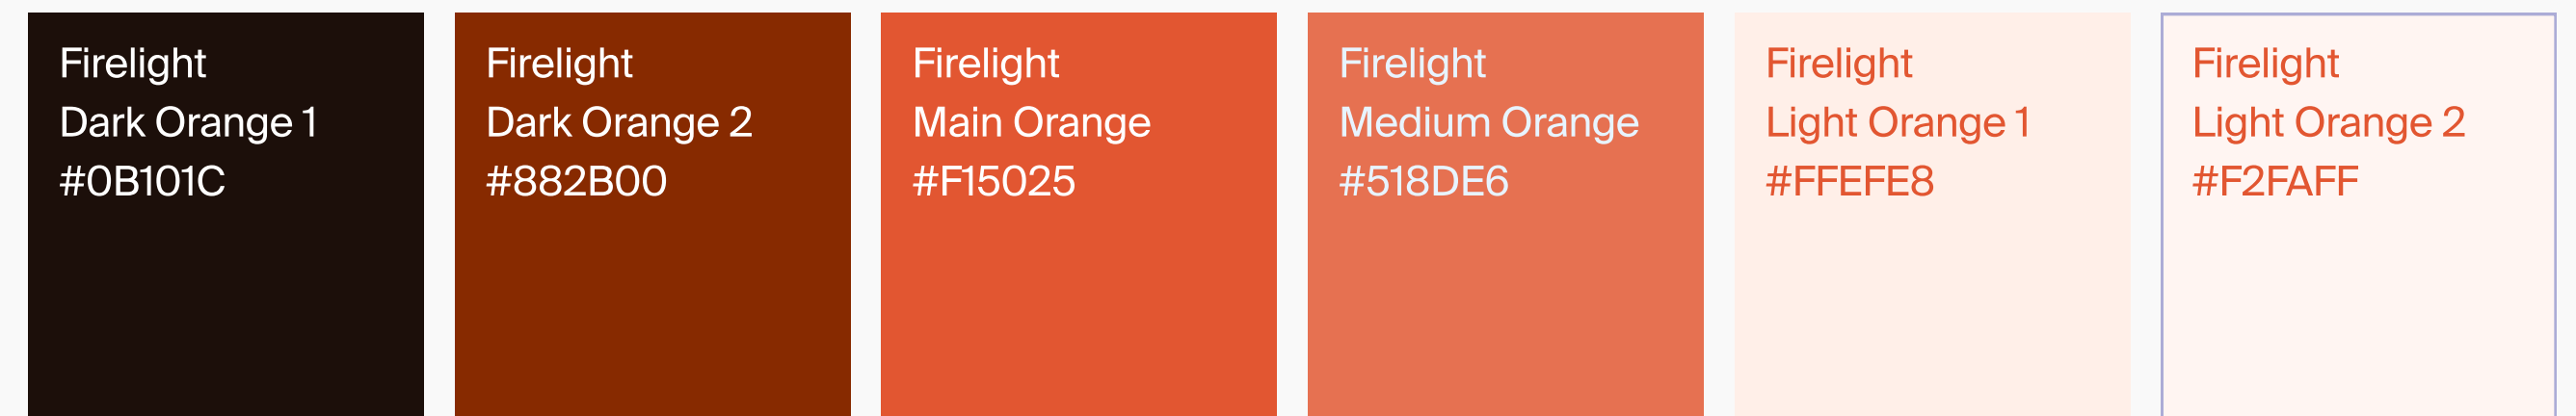 Firelight
Dark Orange 1
#0B101C
Firelight
Dark Orange 2
#882B00
Firelight
Main Orange
#F15025
Firelight
Medium Orange
#518DE6
Firelight
Light Orange 1
#FFEFE8
Firelight
Light Orange 2
#F2FAFF